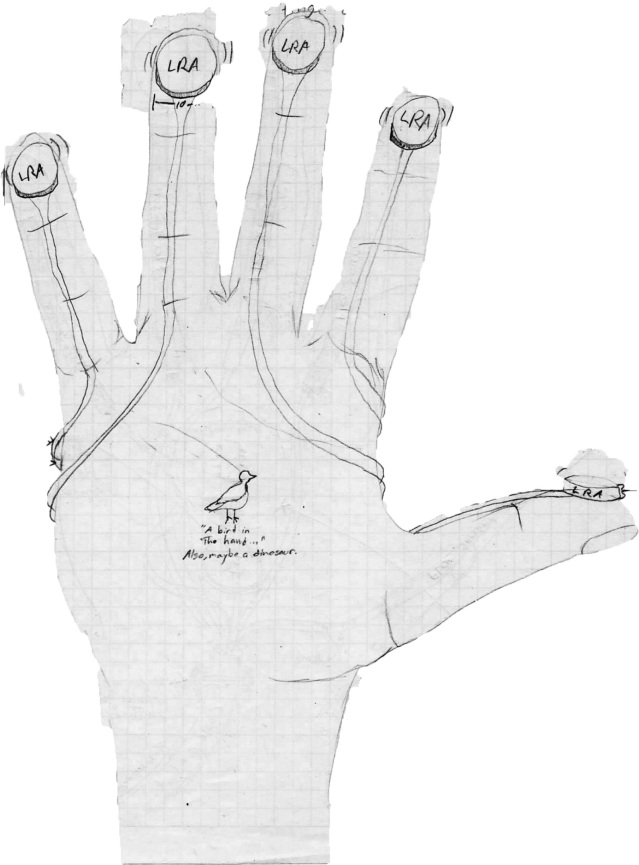 LRA
LRA
10
LRA
LRA
LRA
"A bird in
The hand..."
Also, maybe a dinosaur.